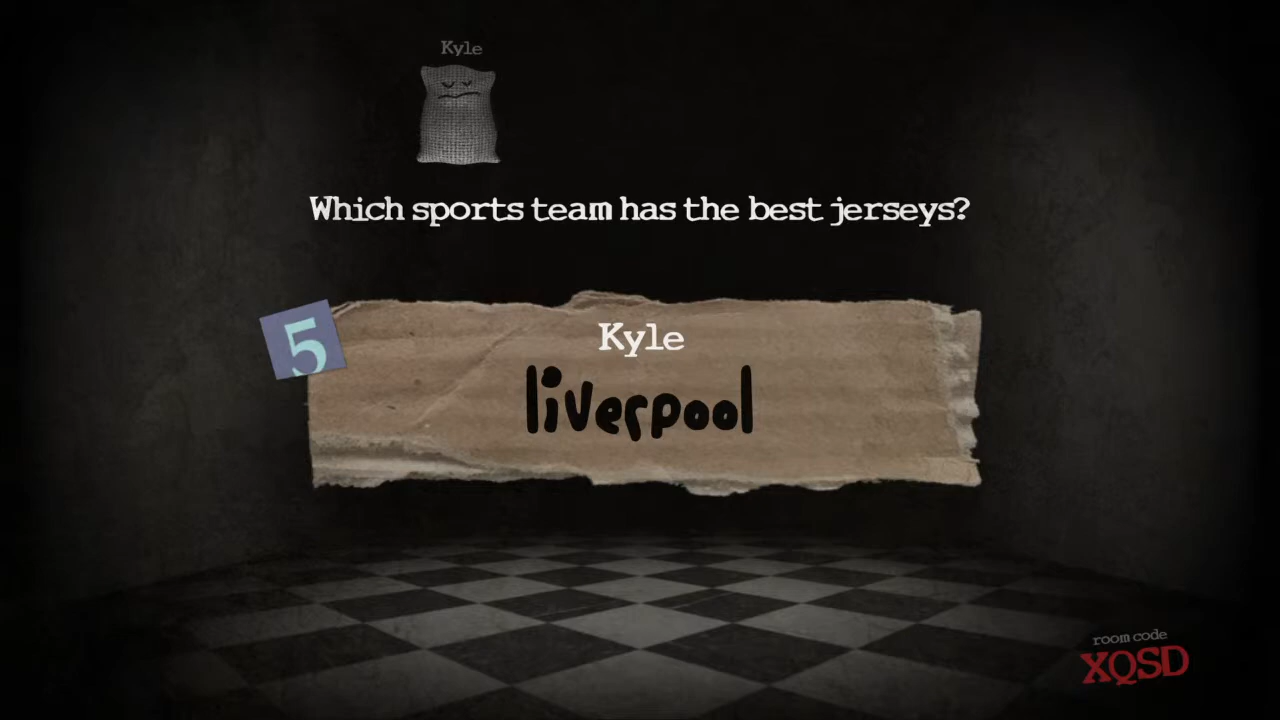 Kyle
Which sports team has the best jerseys?
5
Kyle
liverpool
room code
XQSD